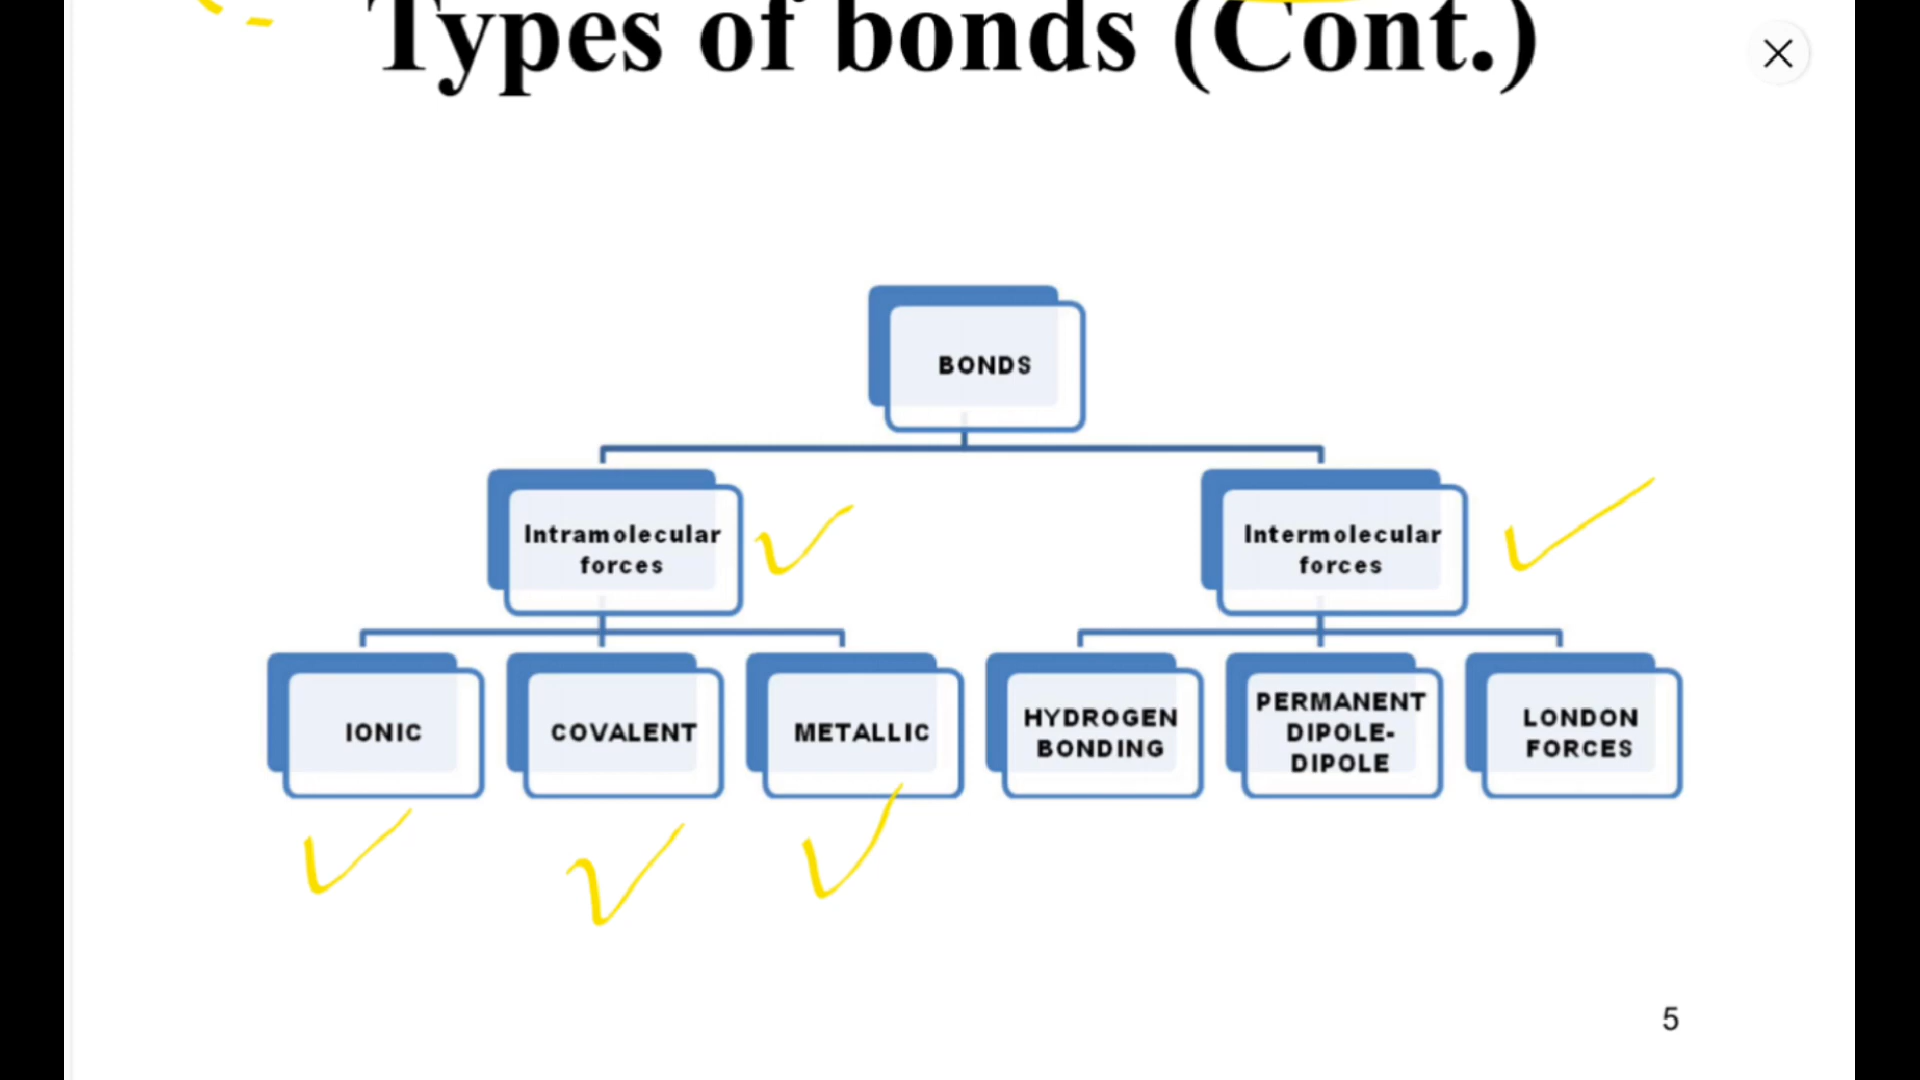 Types of bonds (Cont.)
BONDS
Intramolecular
forces
Intermolecular
forces
IONIC
COVALENT
METALLIC
HYDROGEN
BONDING
PERMANENT
DIPOLE-
DIPOLE
LONDON
FORCES
5